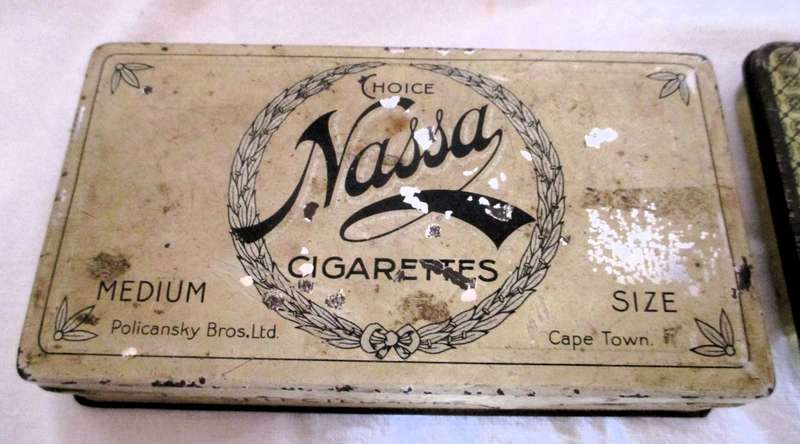 CHOICE
Nassa
CIGARETTES
MEDIUM SIZE
Policansky Bros. Ltd. Cape Town.